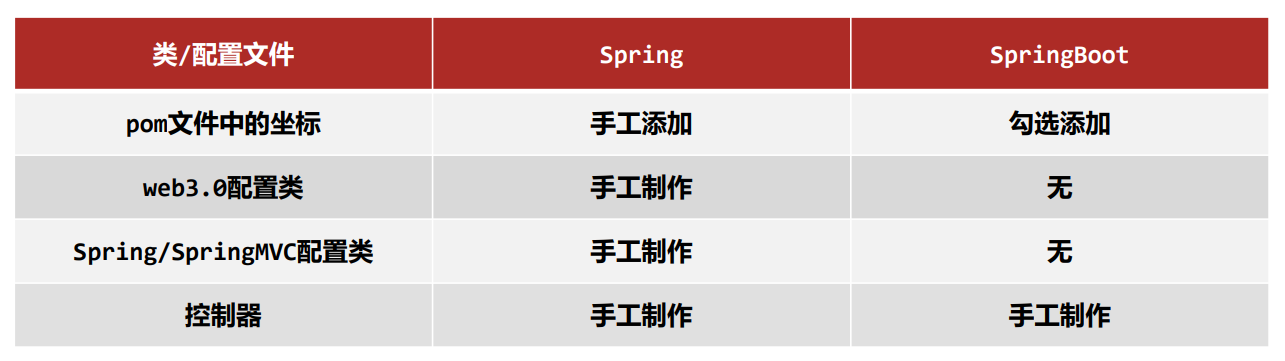 类/配置文件 Spring SpringBoot
pom文件中的坐标 手工添加 勾选添加
web3.0配置类 手工制作 无
Spring/SpringMVC配置类 手工制作 无
控制器 手工制作 手工制作